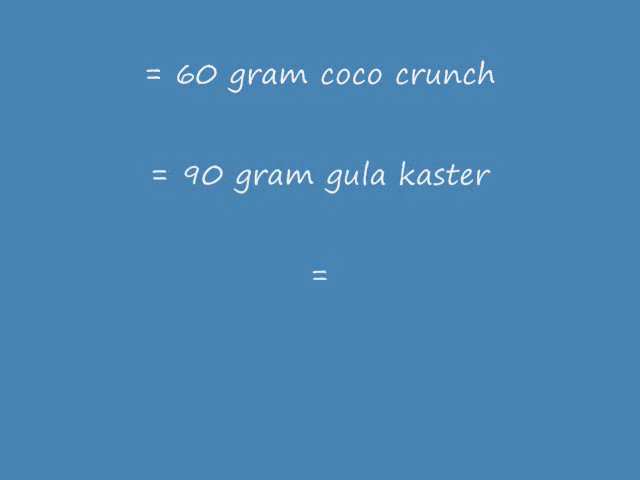 = 60 gram coco crunch
= 90 gram gula kaster
=